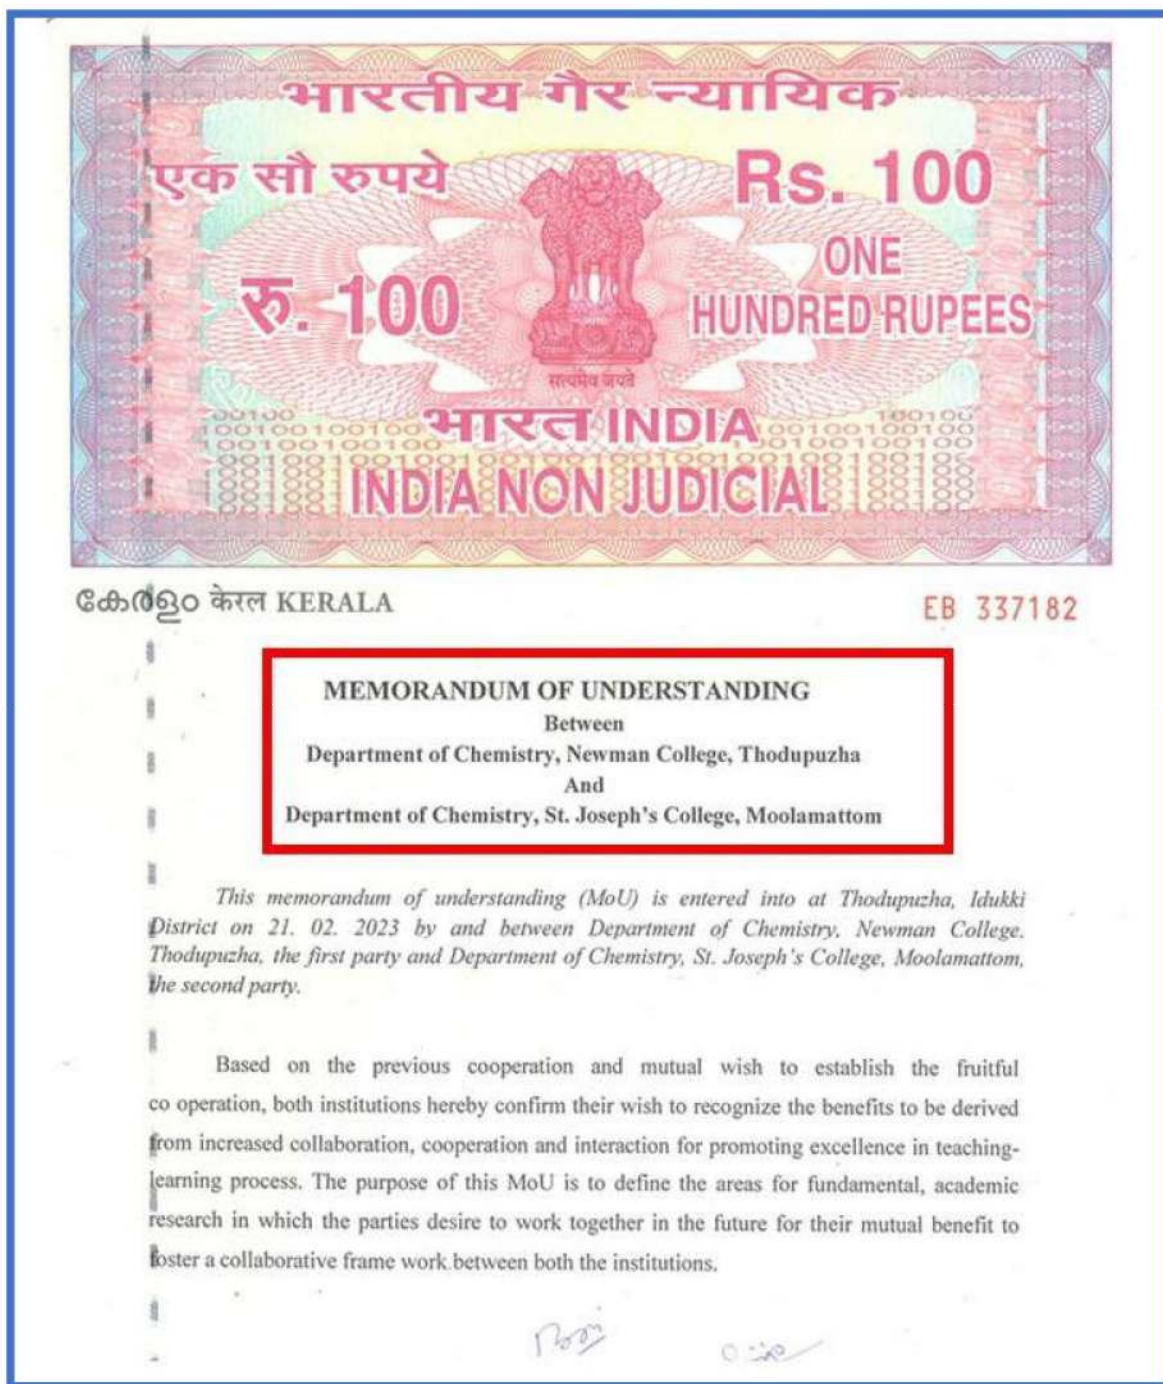 भारतीय गैर न्यायिक
एक सौ रुपये
Rs. 100
रु. 100
ONE
HUNDRED RUPEES
सत्यमेव जयते
भारत INDIA
INDIA NON JUDICIAL
കേരളം केरल KERALA
EB 337182
MEMORANDUM OF UNDERSTANDING
Between
Department of Chemistry, Newman College, Thodupuzha
And
Department of Chemistry, St. Joseph's College, Moolamattom
This memorandum of understanding (MoU) is entered into at Thodupuzha, Idukki
District on 21. 02. 2023 by and between Department of Chemistry, Newman College,
Thodupuzha, the first party and Department of Chemistry, St. Joseph's College, Moolamattom,
the second party.
Based on the previous cooperation and mutual wish to establish the fruitful
co operation, both institutions hereby confirm their wish to recognize the benefits to be derived
from increased collaboration, cooperation and interaction for promoting excellence in teaching-
learning process. The purpose of this MoU is to define the areas for fundamental, academic
research in which the parties desire to work together in the future for their mutual benefit to
foster a collaborative frame work between both the institutions.